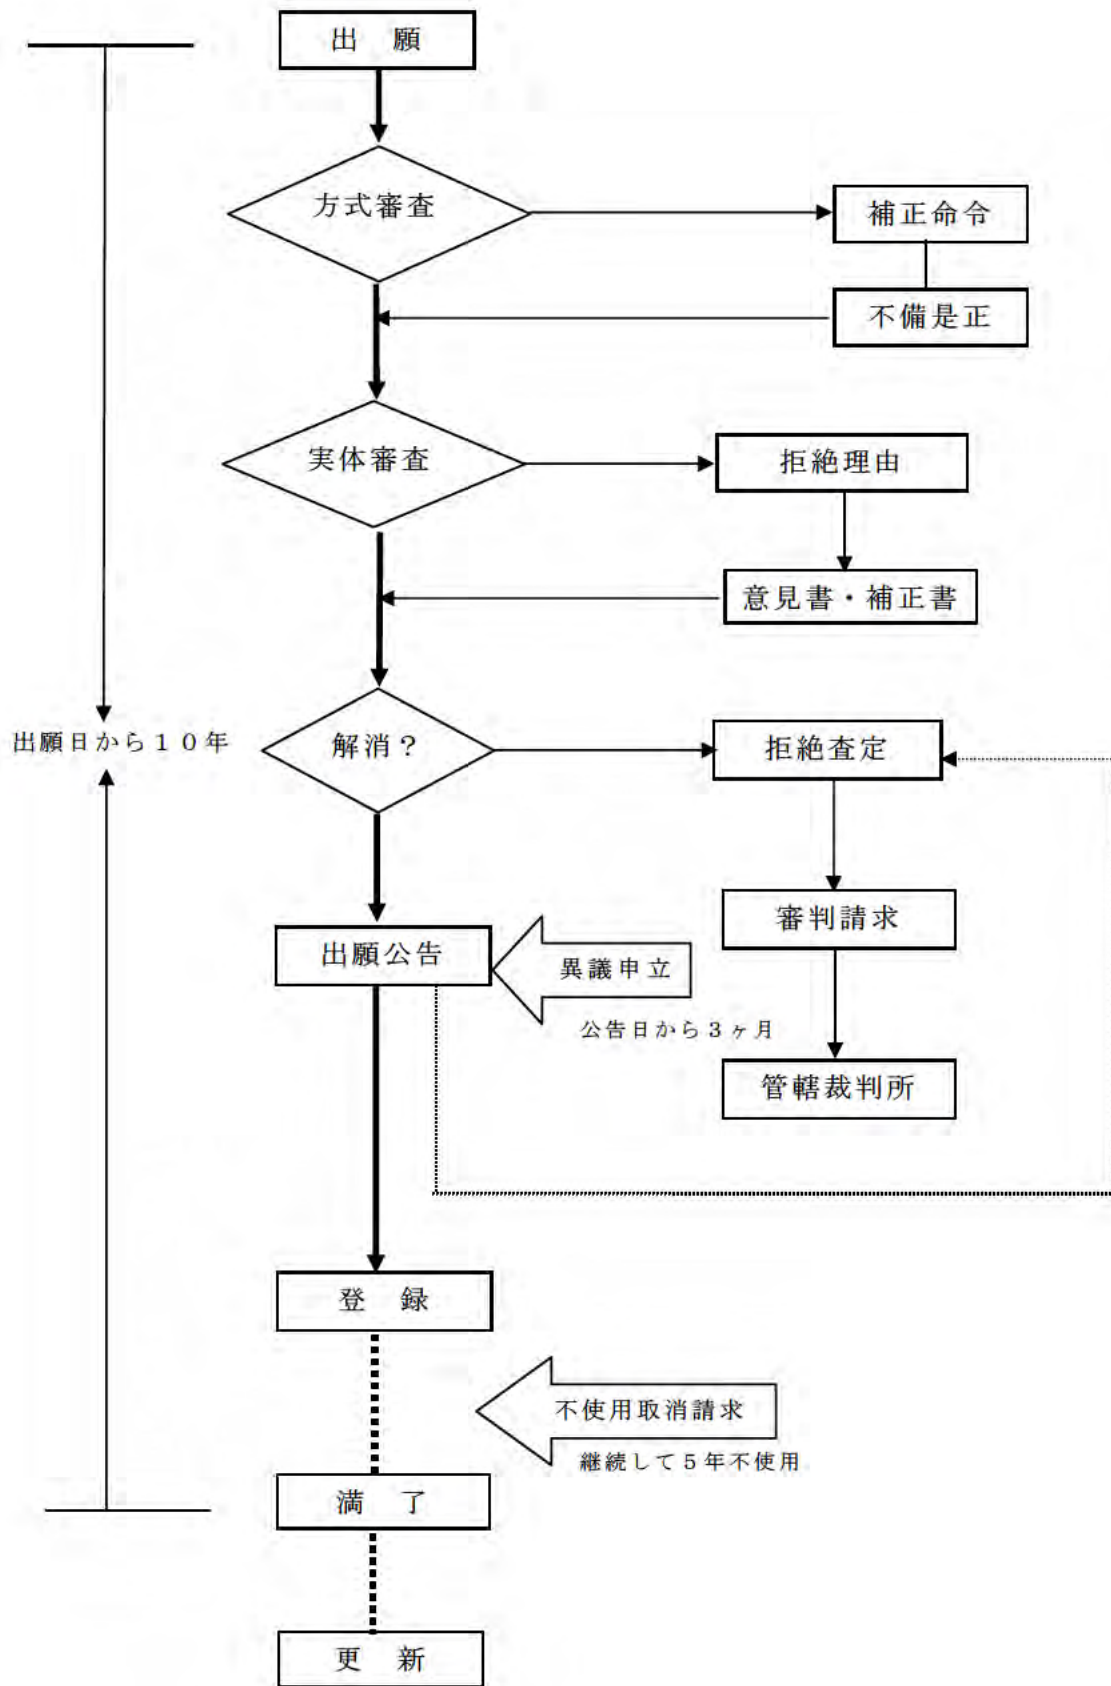 出　願
方式審査
補正命令
不備是正
実体審査
拒絶理由
意見書・補正書
出願日から１０年
解消？
拒絶査定
審判請求
出願公告
異議申立
公告日から３ヶ月
管轄裁判所
登　録
不使用取消請求
継続して５年不使用
満　了
更　新